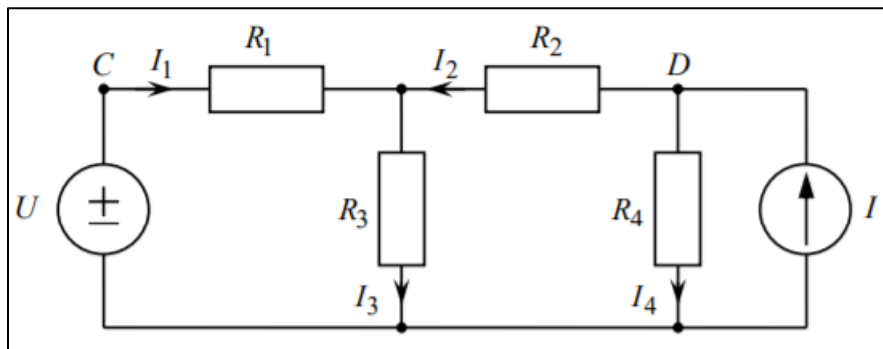 R₁ R₂
C I₁ I₂ D
U ± R₃ R₄ I
I₃ I₄